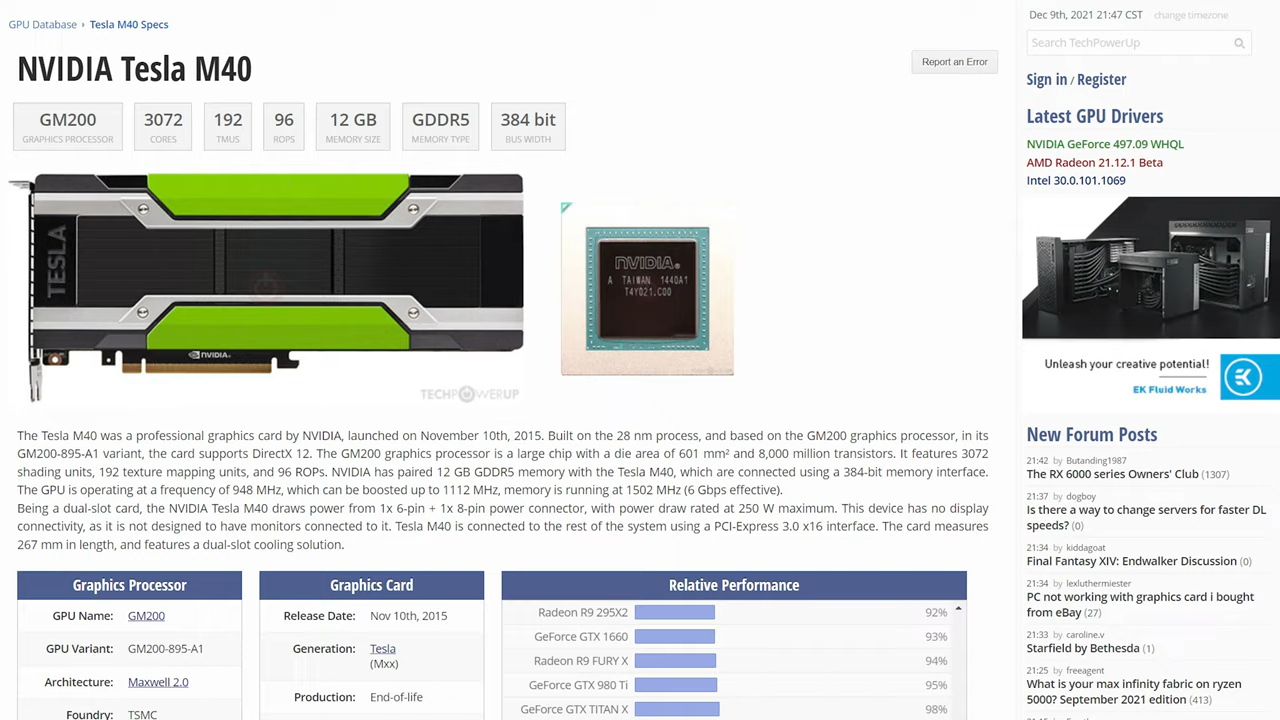 GPU Database › Tesla M40 Specs
NVIDIA Tesla M40
Report an Error
GM200
GRAPHICS PROCESSOR
3072
CORES
192
TMUS
96
ROPS
12 GB
MEMORY SIZE
GDDR5
MEMORY TYPE
384 bit
BUS WIDTH
TESLA
NVIDIA.
TECHPOWERUP
NVIDIA®
A TAIWAN 1440A1
T4Y021.C00
The Tesla M40 was a professional graphics card by NVIDIA, launched on November 10th, 2015. Built on the 28 nm process, and based on the GM200 graphics processor, in its
GM200-895-A1 variant, the card supports DirectX 12. The GM200 graphics processor is a large chip with a die area of 601 mm² and 8,000 million transistors. It features 3072
shading units, 192 texture mapping units, and 96 ROPs. NVIDIA has paired 12 GB GDDR5 memory with the Tesla M40, which are connected using a 384-bit memory interface.
The GPU is operating at a frequency of 948 MHz, which can be boosted up to 1112 MHz, memory is running at 1502 MHz (6 Gbps effective).
Being a dual-slot card, the NVIDIA Tesla M40 draws power from 1x 6-pin + 1x 8-pin power connector, with power draw rated at 250 W maximum. This device has no display
connectivity, as it is not designed to have monitors connected to it. Tesla M40 is connected to the rest of the system using a PCI-Express 3.0 x16 interface. The card measures
267 mm in length, and features a dual-slot cooling solution.
Graphics Processor
GPU Name: GM200
GPU Variant: GM200-895-A1
Architecture: Maxwell 2.0
Foundry: TSMC
Graphics Card
Release Date: Nov 10th, 2015
Generation: Tesla
(Mxx)
Production: End-of-life
Relative Performance
Radeon R9 295X2 92%
GeForce GTX 1660 93%
Radeon R9 FURY X 94%
GeForce GTX 980 Ti 95%
GeForce GTX TITAN X 98%
Dec 9th, 2021 21:47 CST change timezone
Search TechPowerUp
Sign in / Register
Latest GPU Drivers
NVIDIA GeForce 497.09 WHQL
AMD Radeon 21.12.1 Beta
Intel 30.0.101.1069
Unleash your creative potential!
EK Fluid Works
New Forum Posts
21:42 by Butanding1987
The RX 6000 series Owners' Club (1307)
21:37 by dogboy
Is there a way to change servers for faster DL
speeds? (0)
21:34 by kiddagoat
Final Fantasy XIV: Endwalker Discussion (0)
21:34 by lexluthermiester
PC not working with graphics card i bought
from eBay (27)
21:33 by caroline.v
Starfield by Bethesda (1)
21:25 by freeagent
What is your max infinity fabric on ryzen
5000? September 2021 edition (413)